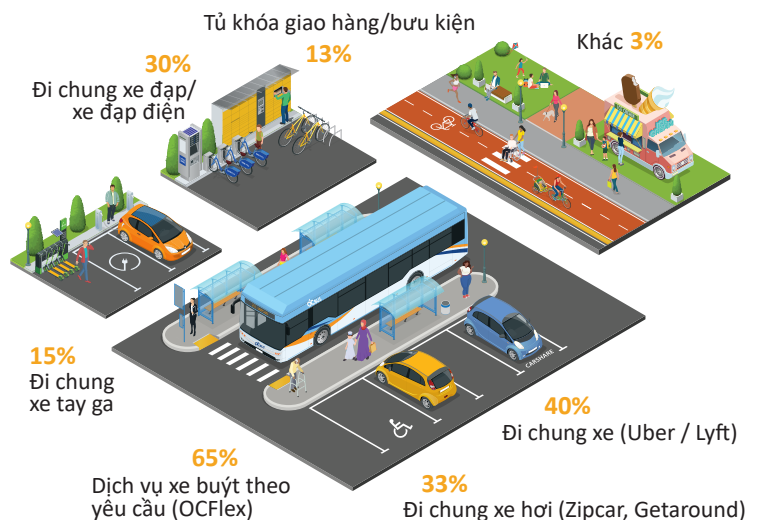 Tủ khóa giao hàng/bưu kiện
13%
30%
Đi chung xe đạp/
xe đạp điện
Khác 3%
15%
Đi chung
xe tay ga
CARSHARE
40%
Đi chung xe (Uber / Lyft)
65%
Dịch vụ xe buýt theo
yêu cầu (OCFlex)
33%
Đi chung xe hơi (Zipcar, Getaround)